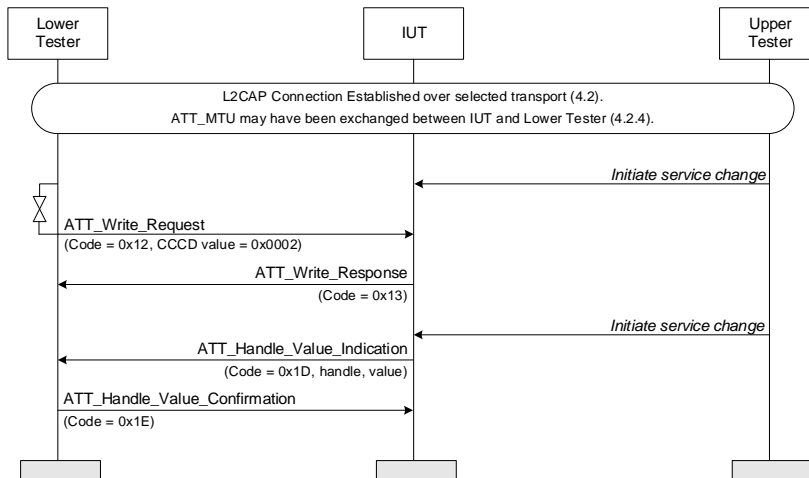 Lower
Tester
IUT
Upper
Tester
L2CAP Connection Established over selected transport (4.2).
ATT_MTU may have been exchanged between IUT and Lower Tester (4.2.4).
Initiate service change
ATT_Write_Request
(Code = 0x12, CCCD value = 0x0002)
ATT_Write_Response
(Code = 0x13)
Initiate service change
ATT_Handle_Value_Indication
(Code = 0x1D, handle, value)
ATT_Handle_Value_Confirmation
(Code = 0x1E)